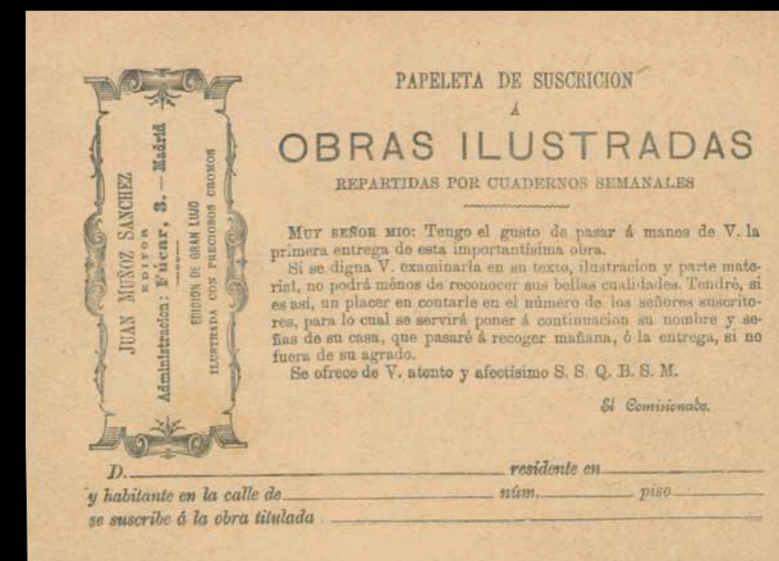 JUAN MUÑOZ SANCHEZ
EDITOR
Administracion: Fúcar, 3. — Madrid
EDICION DE GRAN LUJO
ILUSTRADA CON PRECIOSOS CROMOS
PAPELETA DE SUSCRICION
Á
OBRAS ILUSTRADAS
REPARTIDAS POR CUADERNOS SEMANALES
MUY SEÑOR MIO: Tengo el gusto de pasar á manos de V. la
primera entrega de esta importantísima obra.
Si se digna V. examinarla en su texto, ilustracion y parte mate-
rial, no podrá ménos de reconocer sus bellas cualidades. Tendré, si
es así, un placer en contarle en el número de los señores suscrito-
res, para lo cual se servirá poner á continuacion su nombre y se-
ñas de su casa, que pasaré á recoger mañana, ó la entrega, si no
fuera de su agrado.
Se ofrece de V. atento y afectísimo S. S. Q. B. S. M.
El Comisionado.
D. residente en
y habitante en la calle de núm. piso
se suscribe á la obra titulada